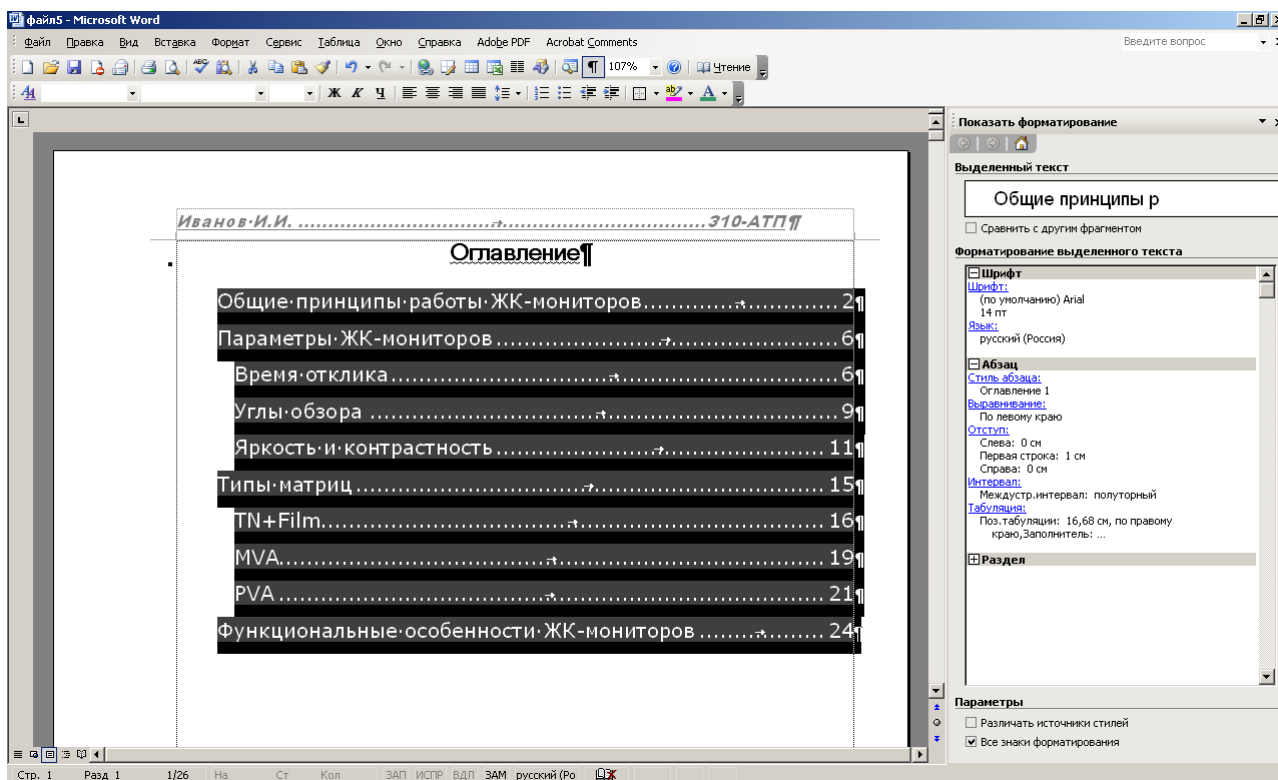 файл5 - Microsoft Word
Файл Правка Вид Вставка Формат Сервис Таблица Окно Справка Adobe PDF Acrobat Comments Введите вопрос
107% Чтение
Ж К Ч
Показать форматирование
Выделенный текст
Общие принципы р
Сравнить с другим фрагментом
Форматирование выделенного текста
Шрифт
Шрифт:
(по умолчанию) Arial
14 пт
Язык:
русский (Россия)
Абзац
Стиль абзаца:
Оглавление 1
Выравнивание:
По левому краю
Отступ:
Слева: 0 см
Первая строка: 1 см
Справа: 0 см
Интервал:
Междустр.интервал: полуторный
Табуляция:
Поз.табуляции: 16,68 см, по правому
краю,Заполнитель: ...
Раздел
Параметры
Различать источники стилей
Все знаки форматирования
Иванов·И.И. ............→............310-АТП¶
Оглавление¶
Общие·принципы·работы·ЖК-мониторов............→............2¶
Параметры·ЖК-мониторов............→............6¶
Время·отклика............→............6¶
Углы·обзора ............→............9¶
Яркость·и·контрастность............→............11¶
Типы·матриц............→............15¶
TN+Film............→............16¶
MVA............→............19¶
PVA............→............21¶
Функциональные·особенности·ЖК-мониторов............→............24¶
Стр. 1 Разд 1 1/26 На Ст Кол ЗАП ИСПР ВДЛ ЗАМ русский (Ро